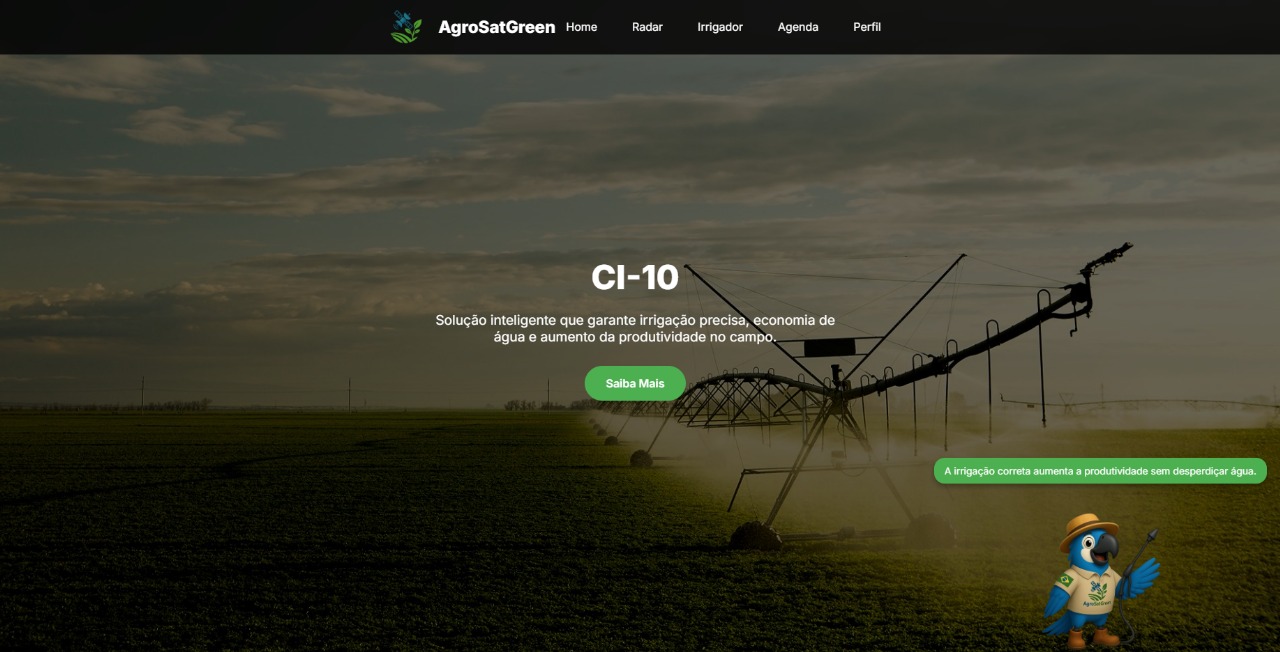 AgroSatGreen
Home
Radar
Irrigador
Agenda
Perfil
CI-10
Solução inteligente que garante irrigação precisa, economia de
água e aumento da produtividade no campo.
Saiba Mais
A irrigação correta aumenta a produtividade sem desperdiçar água.
AgroSatGreen